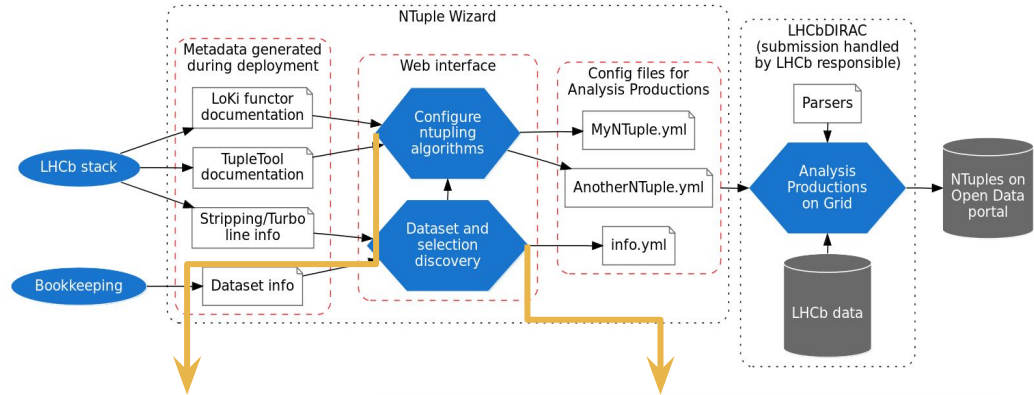 NTuple Wizard
Metadata generated
during deployment
LoKi functor
documentation
TupleTool
documentation
Stripping/Turbo
line info
Dataset info
LHCb stack
Bookkeeping
Web interface
Configure
ntupling
algorithms
Dataset and
selection
discovery
Config files for
Analysis Productions
MyNTuple.yml
AnotherNTuple.yml
info.yml
LHCbDIRAC
(submission handled
by LHCb responsible)
Parsers
Analysis
Productions
on Grid
LHCb data
NTuples on
Open Data
portal